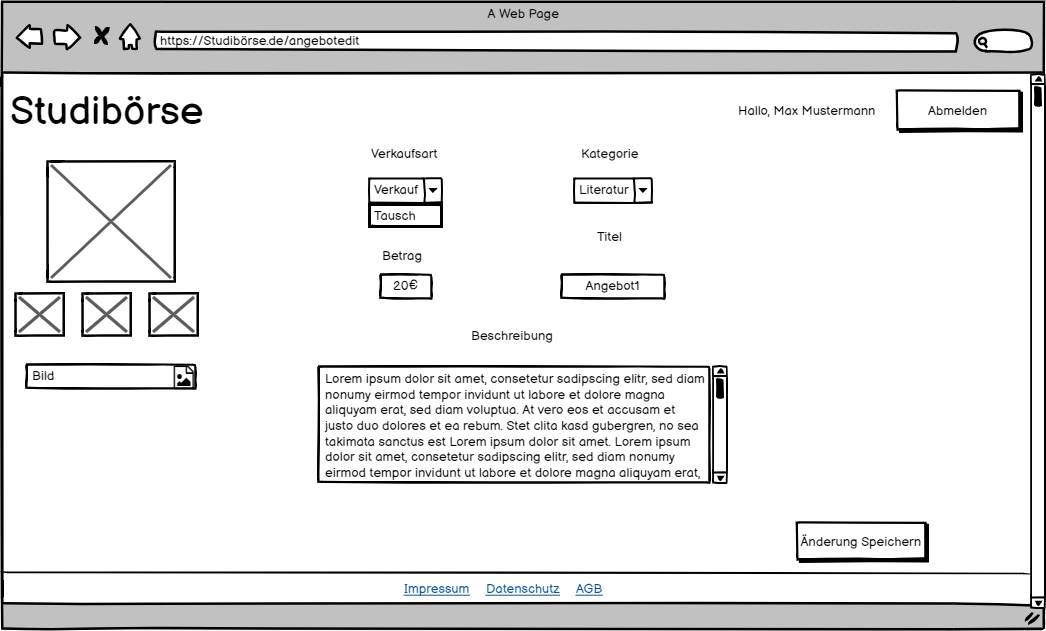 A Web Page
https://Studibörse.de/angebotedit
Studibörse
Hallo, Max Mustermann
Abmelden
Verkaufsart
Kategorie
Verkauf
Literatur
Tausch
Titel
Betrag
20€
Angebot1
Beschreibung
Bild
Lorem ipsum dolor sit amet, consetetur sadipscing elitr, sed diam
nonumy eirmod tempor invidunt ut labore et dolore magna
aliquyam erat, sed diam voluptua. At vero eos et accusam et
justo duo dolores et ea rebum. Stet clita kasd gubergren, no sea
takimata sanctus est Lorem ipsum dolor sit amet. Lorem ipsum
dolor sit amet, consetetur sadipscing elitr, sed diam nonumy
eirmod tempor invidunt ut labore et dolore magna aliquyam erat,
Änderung Speichern
Impressum Datenschutz AGB